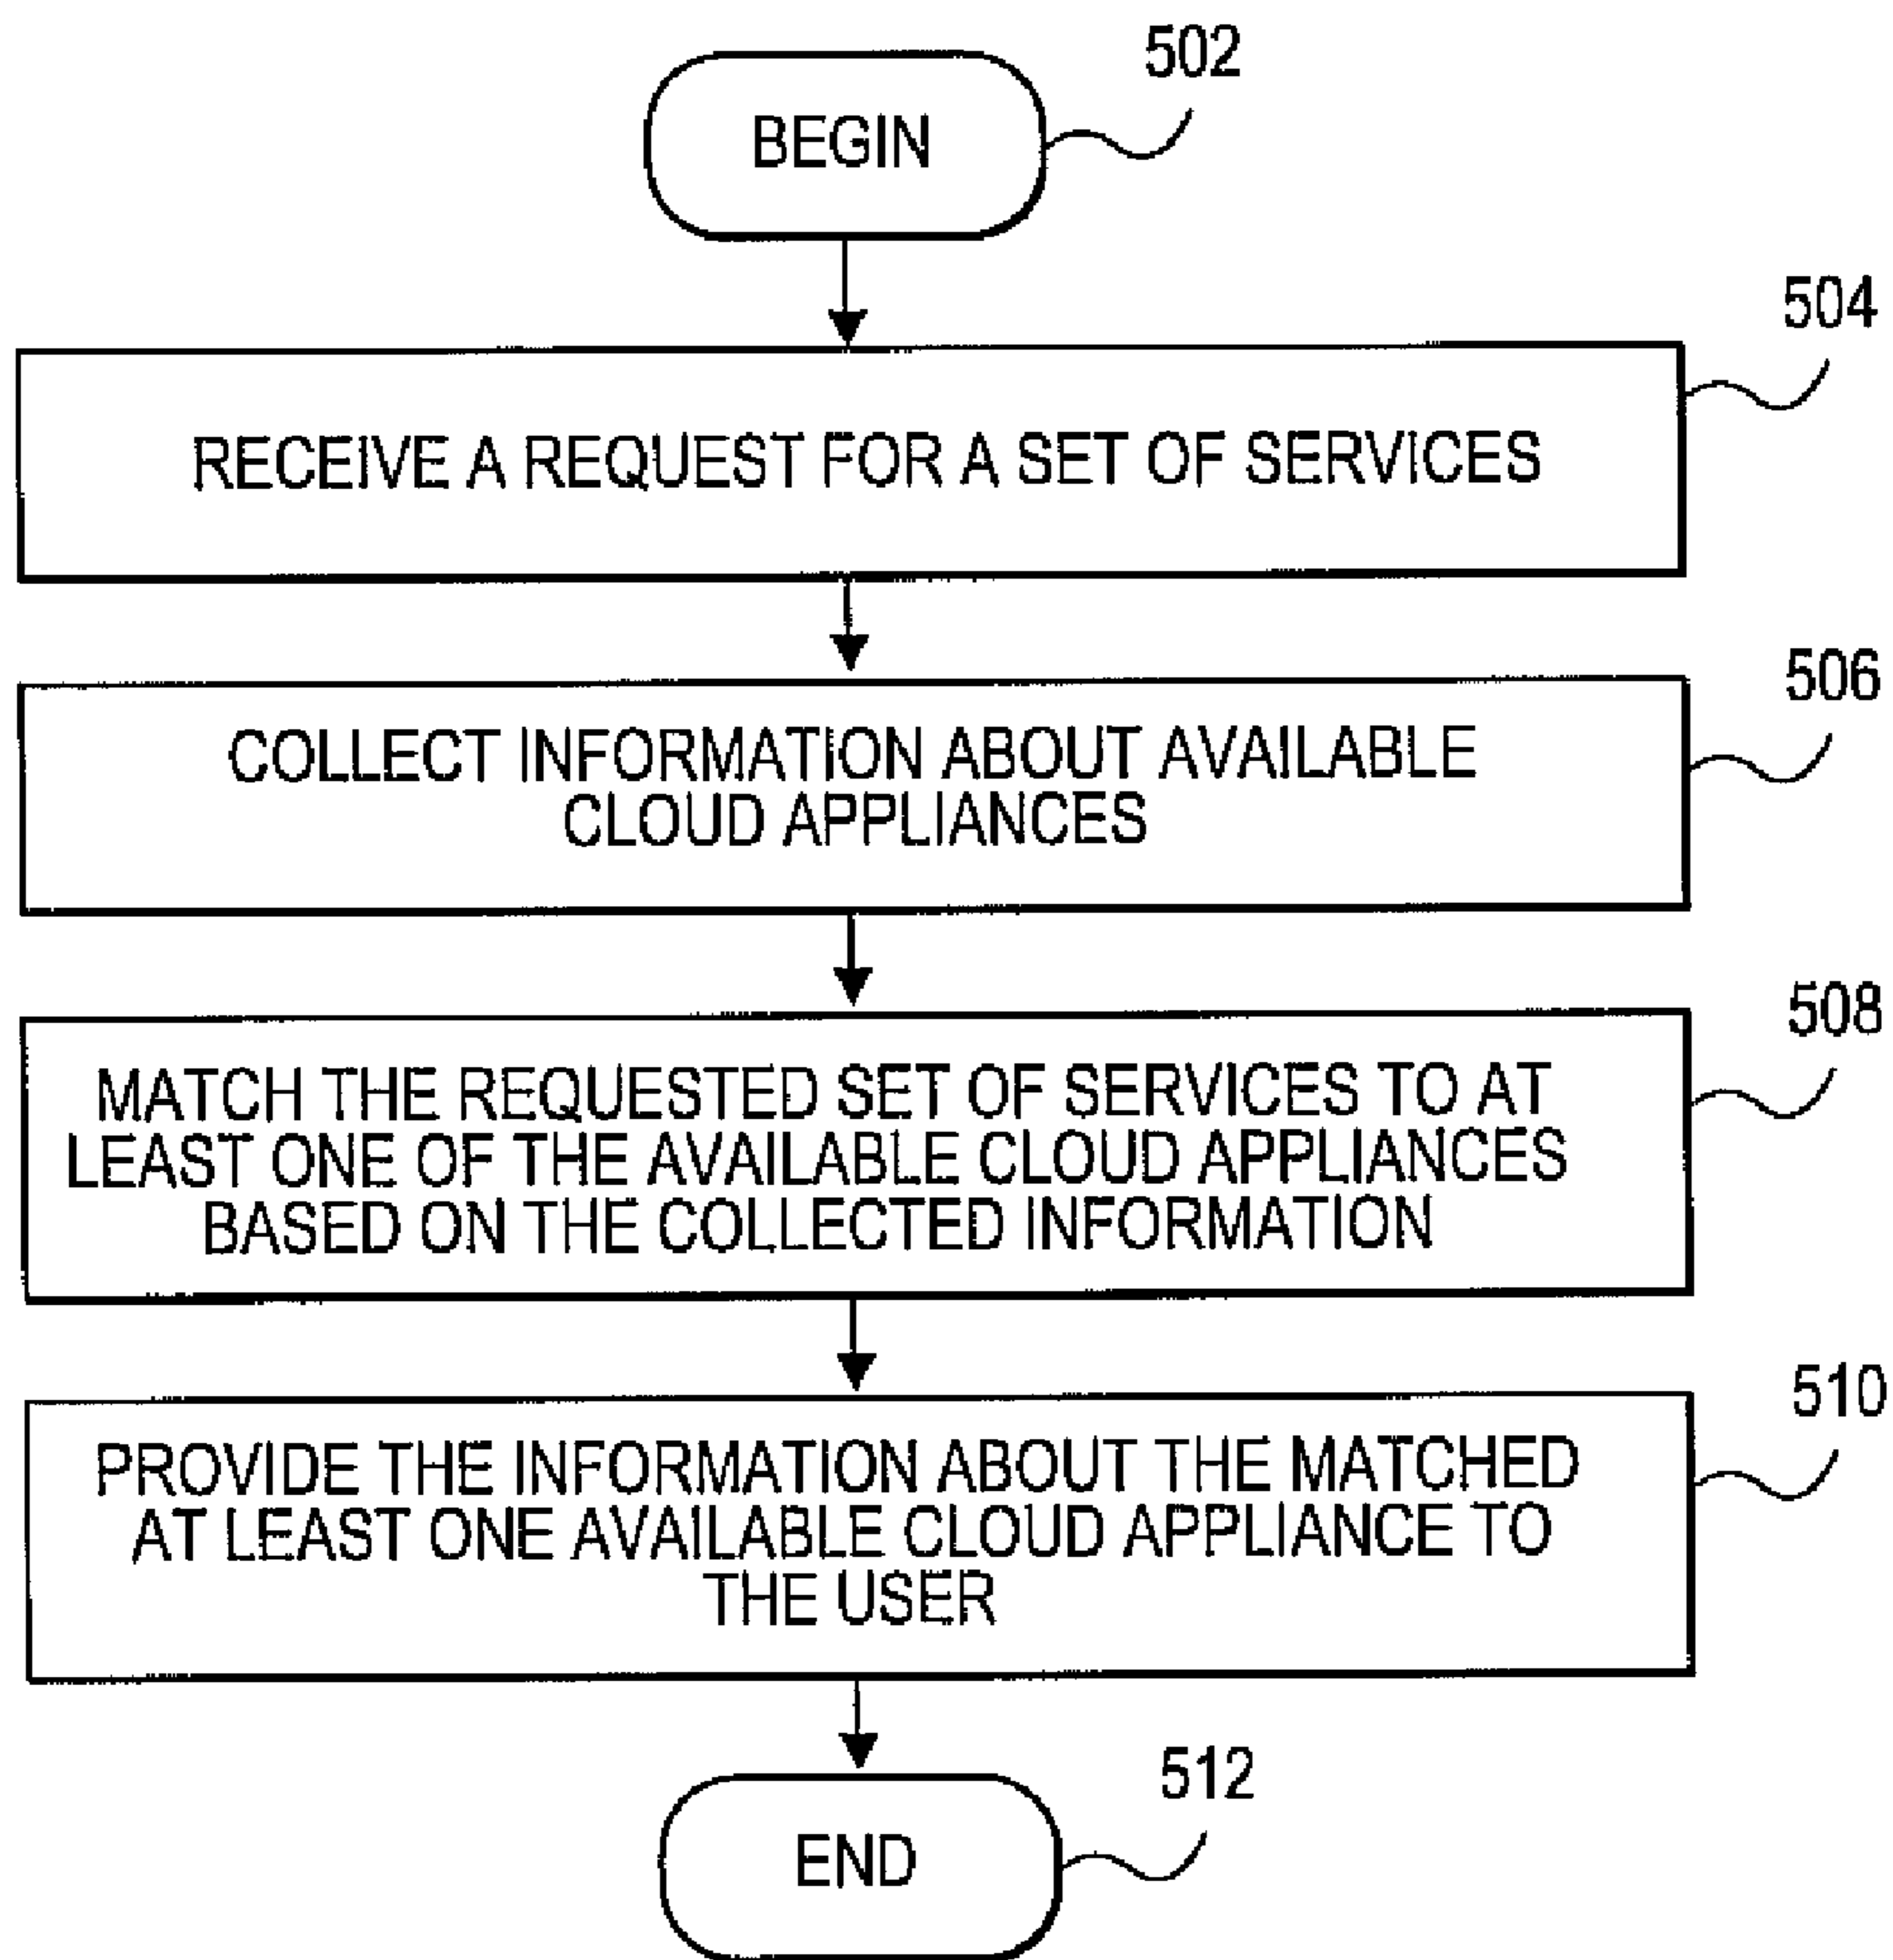 502
BEGIN
504
RECEIVE A REQUEST FOR A SET OF SERVICES
506
COLLECT INFORMATION ABOUT AVAILABLE
CLOUD APPLIANCES
508
MATCH THE REQUESTED SET OF SERVICES TO AT
LEAST ONE OF THE AVAILABLE CLOUD APPLIANCES
BASED ON THE COLLECTED INFORMATION
510
PROVIDE THE INFORMATION ABOUT THE MATCHED
AT LEAST ONE AVAILABLE CLOUD APPLIANCE TO
THE USER
512
END